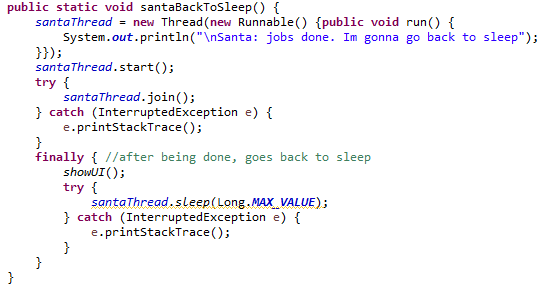 public static void santaBackToSleep() {
    santaThread = new Thread(new Runnable() {public void run() {
        System.out.println("\nSanta: jobs done. Im gonna go back to sleep");
    }});
    santaThread.start();
    try {
        santaThread.join();
    } catch (InterruptedException e) {
        e.printStackTrace();
    }
    finally { //after being done, goes back to sleep
        showUI();
        try {
            santaThread.sleep(Long.MAX_VALUE);
        } catch (InterruptedException e) {
            e.printStackTrace();
        }
    }
}